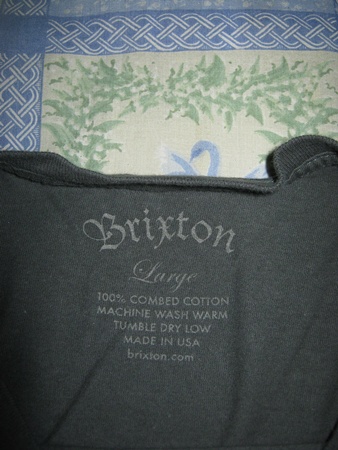 Brixton
Large
100% COMBED COTTON
MACHINE WASH WARM
TUMBLE DRY LOW
MADE IN USA
brixton.com